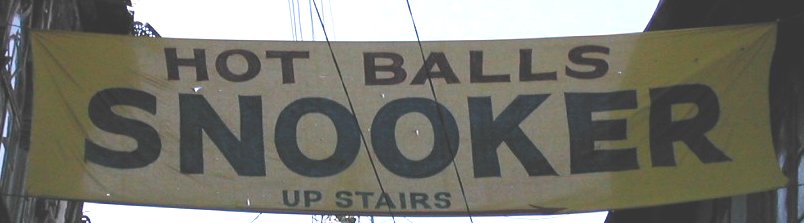 HOT BALLS
SNOOKER
UP STAIRS